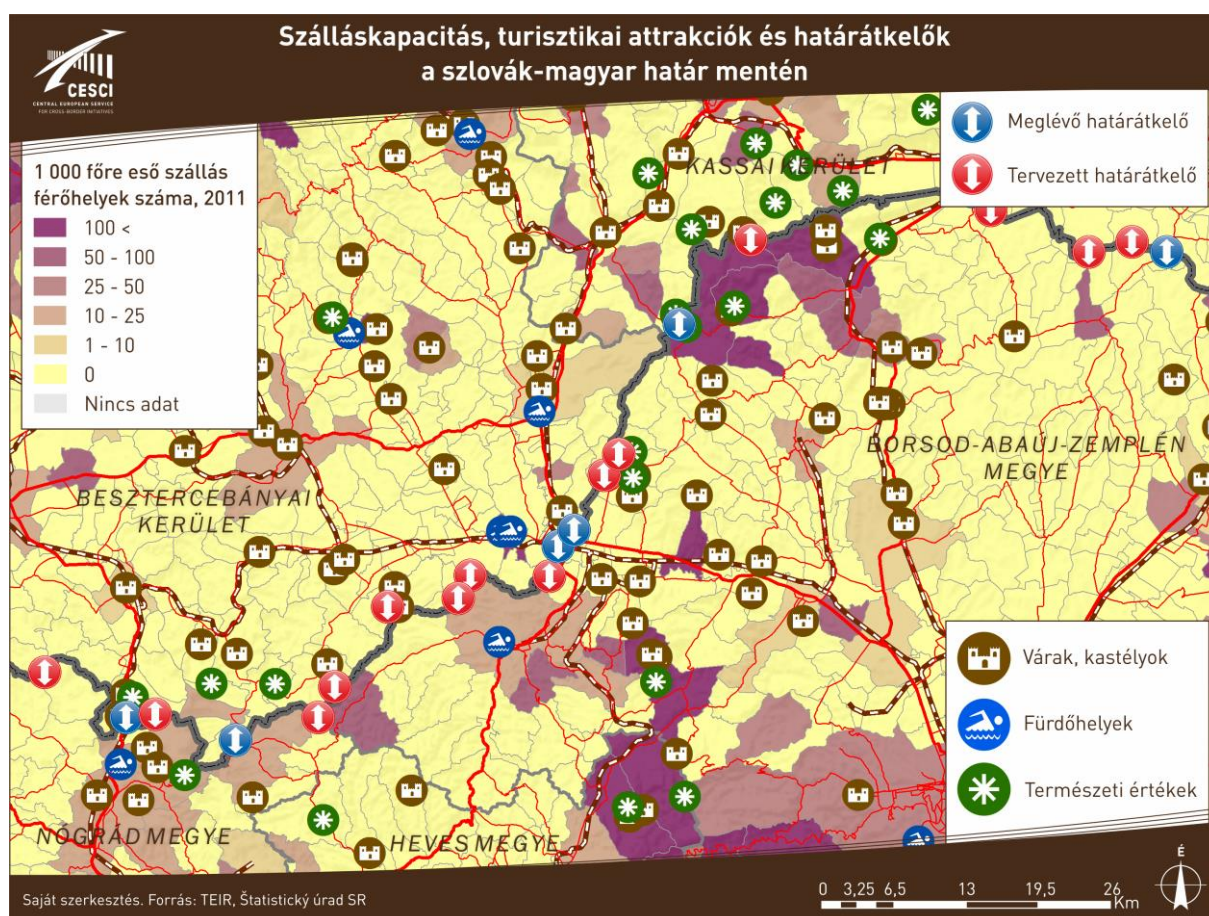 Szálláskapacitás, turisztikai attrakciók és határátkelők
a szlovák-magyar határ mentén
CESCI
CENTRAL EUROPEAN SERVICE
FOR CROSS-BORDER INITIATIVES
Meglévő határátkelő
Tervezett határátkelő
1 000 főre eső szállás
férőhelyek száma, 2011
100 <
50 - 100
25 - 50
10 - 25
1 - 10
0
Nincs adat
KASSAI KERÜLET
BORSOD-ABAÚJ-ZEMPLÉN
MEGYE
BESZTERCEBÁNYAI
KERÜLET
NÓGRÁD MEGYE
HEVES MEGYE
Várak, kastélyok
Fürdőhelyek
Természeti értékek
Saját szerkesztés. Forrás: TEIR, Štatistický úrad SR
0 3,25 6,5 13 19,5 26
Km
É